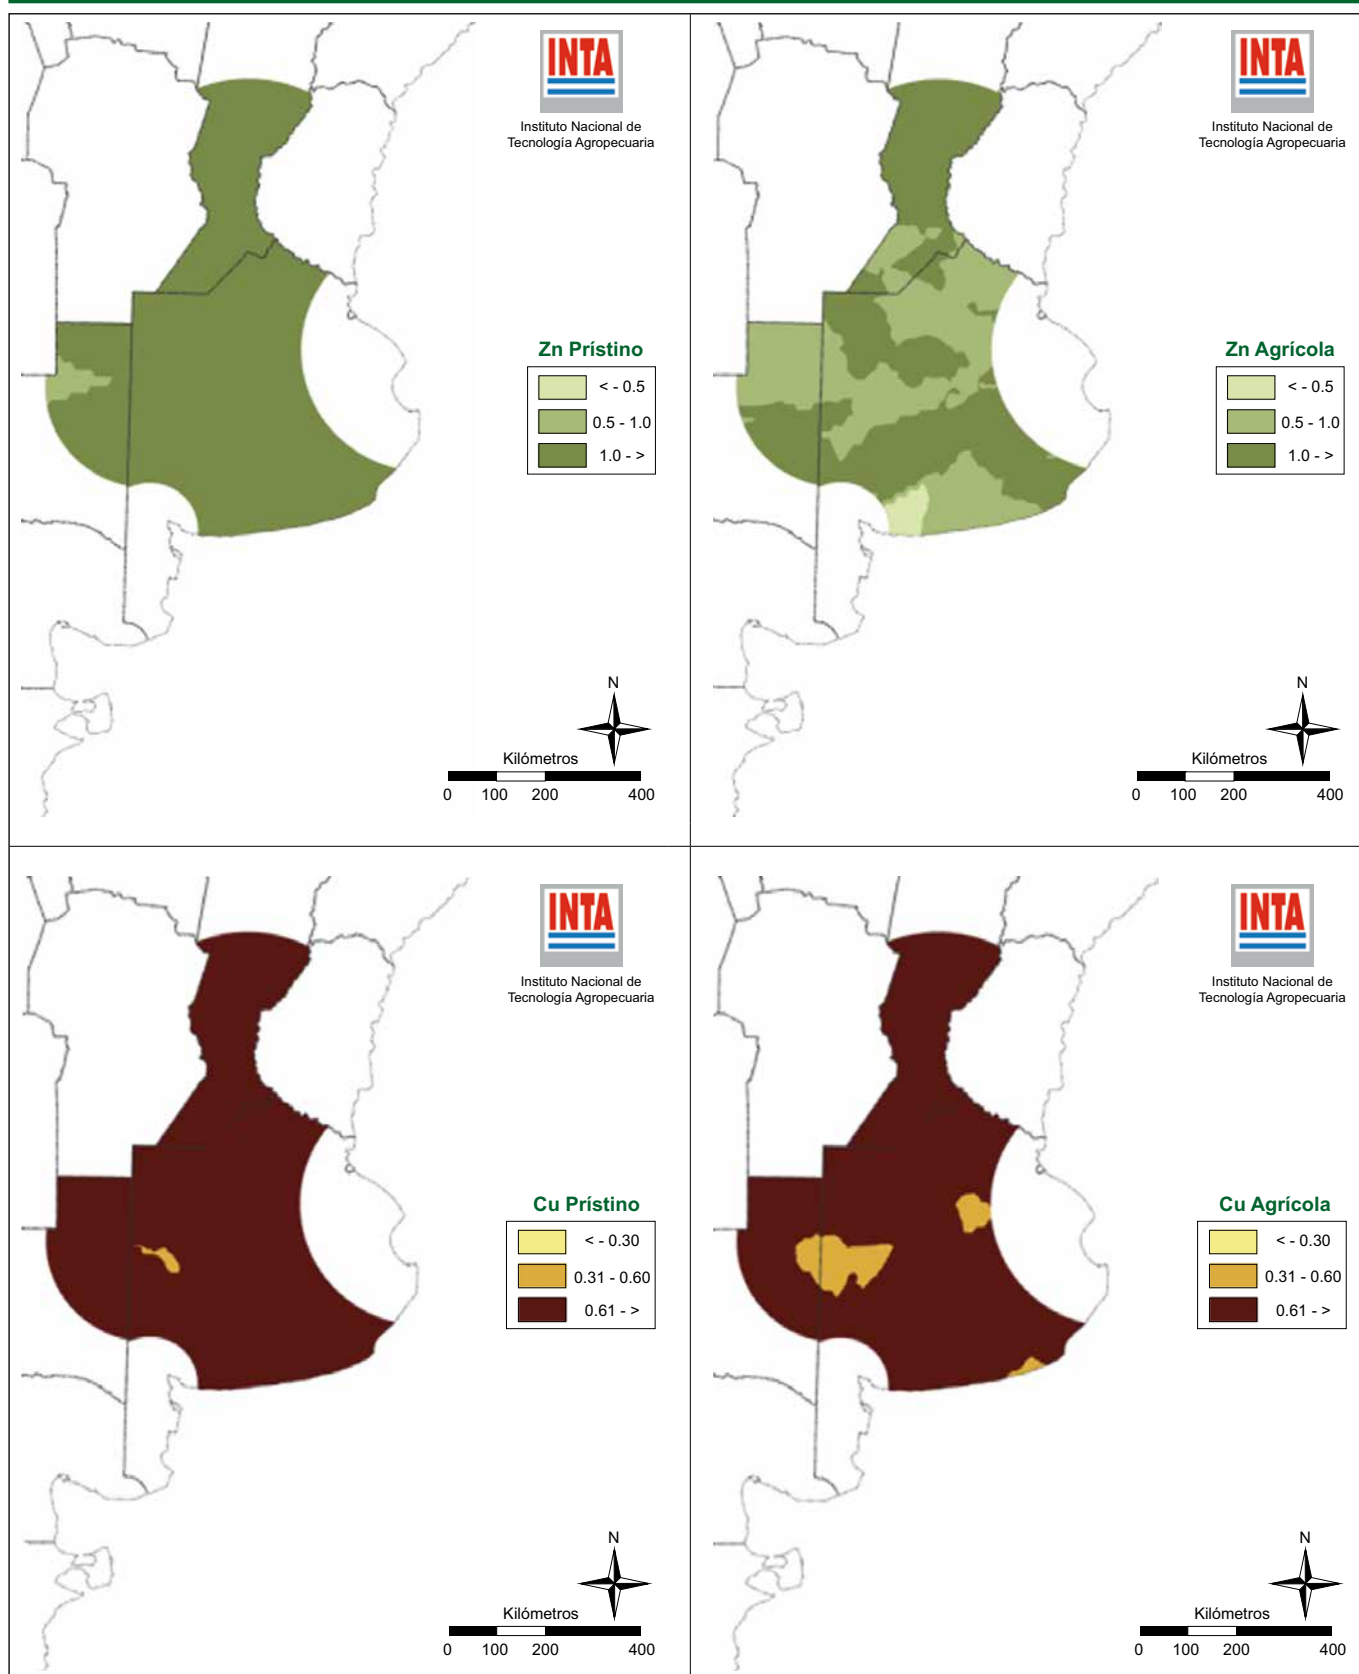 INTA
Instituto Nacional de
Tecnología Agropecuaria
Zn Prístino
< - 0.5
0.5 - 1.0
1.0 - >
N
Kilómetros
0 100 200 400
INTA
Instituto Nacional de
Tecnología Agropecuaria
Zn Agrícola
< - 0.5
0.5 - 1.0
1.0 - >
N
Kilómetros
0 100 200 400
INTA
Instituto Nacional de
Tecnología Agropecuaria
Cu Prístino
< - 0.30
0.31 - 0.60
0.61 - >
N
Kilómetros
0 100 200 400
INTA
Instituto Nacional de
Tecnología Agropecuaria
Cu Agrícola
< - 0.30
0.31 - 0.60
0.61 - >
N
Kilómetros
0 100 200 400